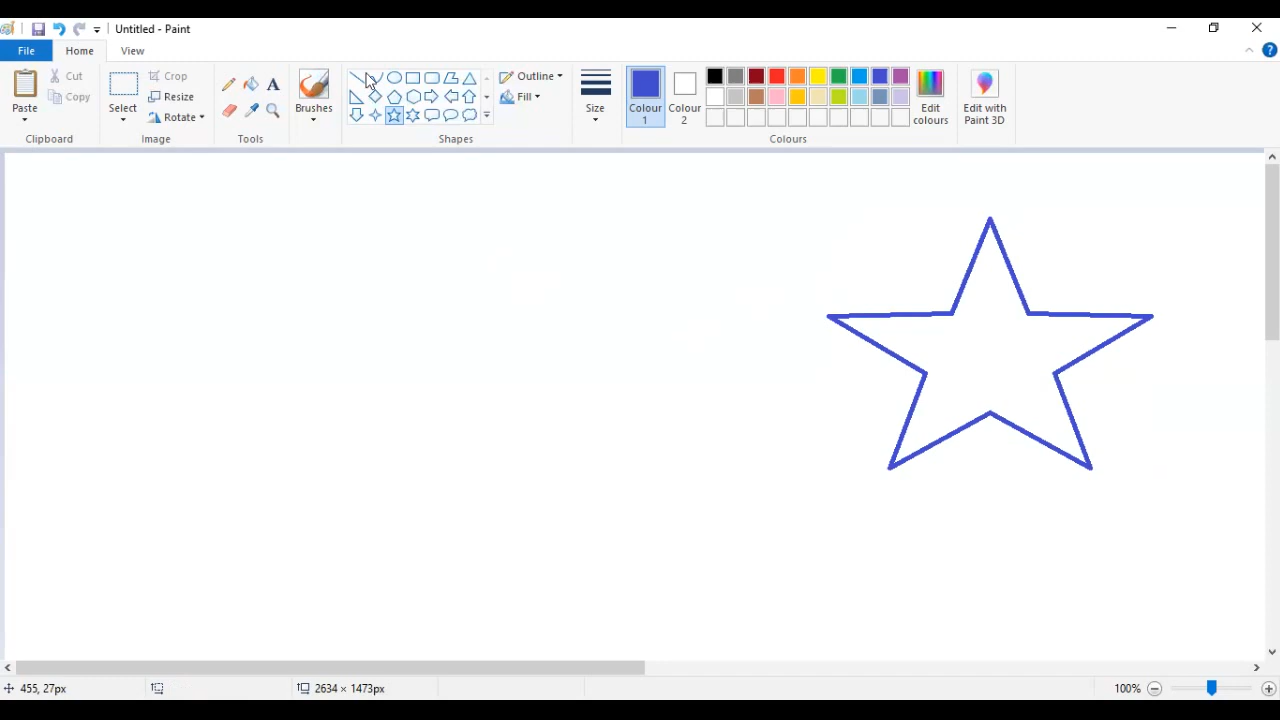 Untitled - Paint
File Home View
Paste
Cut
Copy
Clipboard
Select
Crop
Resize
Rotate
Image
A
Tools
Brushes
Shapes
Outline
Fill
Size
Colour 1
Colour 2
Colours
Edit colours
Edit with Paint 3D
455, 27px
2634 × 1473px
100%